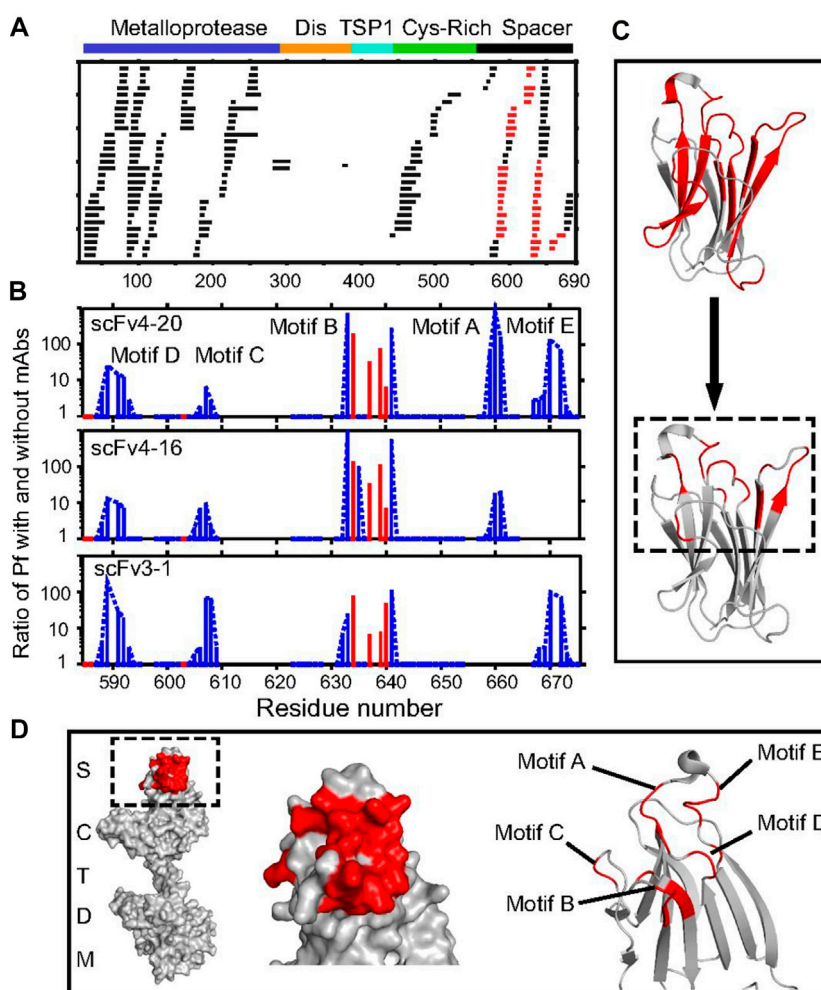 A
Metalloprotease Dis TSP1 Cys-Rich Spacer
100 200 300 400 500 600 690
B
Ratio of Pf with and without mAbs
scFv4-20
Motif D Motif C Motif B Motif A Motif E
100
10
1
scFv4-16
100
10
1
scFv3-1
100
10
1
590 600 610 620 630 640 650 660 670
Residue number
C
D
S
C
T
D
M
Motif A
Motif E
Motif C
Motif D
Motif B